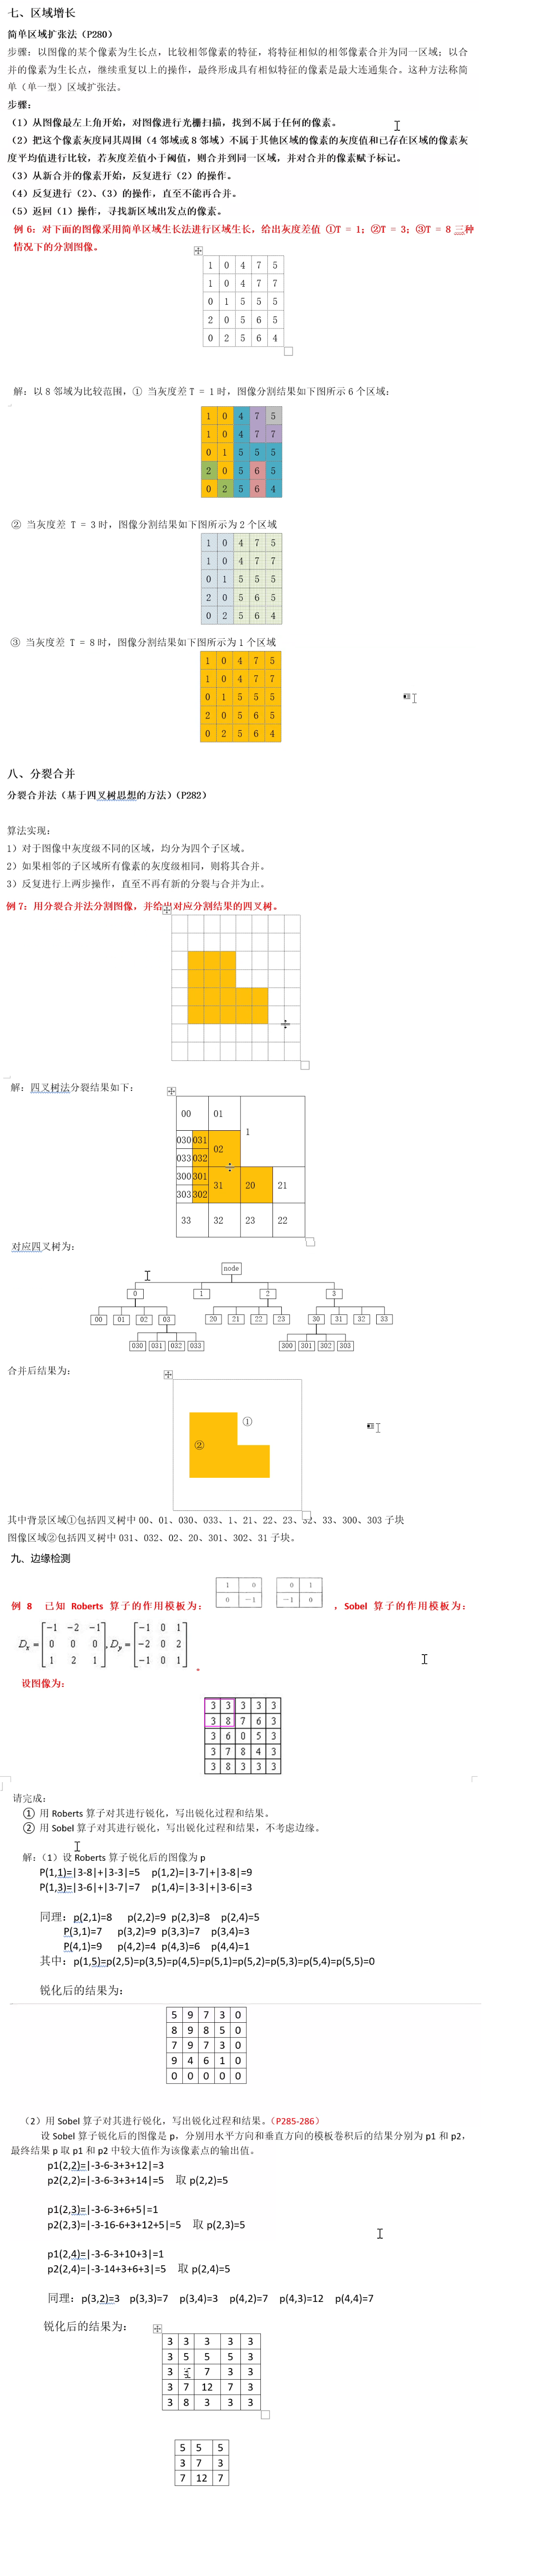 七、区域增长
简单区域扩张法（P280）
步骤：以图像的某个像素为生长点，比较相邻像素的特征，将特征相似的相邻像素合并为同一区域；以合
并的像素为生长点，继续重复以上的操作，最终形成具有相似特征的像素是最大连通集合。这种方法称简
单（单一型）区域扩张法。
步骤：
（1）从图像最左上角开始，对图像进行光栅扫描，找到不属于任何的像素。
（2）把这个像素灰度同其周围（4 邻域或 8 邻域）不属于其他区域的像素的灰度值和已存在区域的像素灰
度平均值进行比较，若灰度差值小于阈值，则合并到同一区域，并对合并的像素赋予标记。
（3）从新合并的像素开始，反复进行（2）的操作。
（4）反复进行（2）、（3）的操作，直至不能再合并。
（5）返回（1）操作，寻找新区域出发点的像素。
例 6：对下面的图像采用简单区域生长法进行区域生长，给出灰度差值 ①T = 1；②T = 3；③T = 8 三种
情况下的分割图像。
1 0 4 7 5
1 0 4 7 7
0 1 5 5 5
2 0 5 6 5
0 2 5 6 4
解：以 8 邻域为比较范围，① 当灰度差 T = 1 时，图像分割结果如下图所示 6 个区域：
1 0 4 7 5
1 0 4 7 7
0 1 5 5 5
2 0 5 6 5
0 2 5 6 4
② 当灰度差 T = 3 时，图像分割结果如下图所示为 2 个区域
1 0 4 7 5
1 0 4 7 7
0 1 5 5 5
2 0 5 6 5
0 2 5 6 4
③ 当灰度差 T = 8 时，图像分割结果如下图所示为 1 个区域
1 0 4 7 5
1 0 4 7 7
0 1 5 5 5
2 0 5 6 5
0 2 5 6 4
八、分裂合并
分裂合并法（基于四叉树思想的方法）（P282）
算法实现：
1）对于图像中灰度级不同的区域，均分为四个子区域。
2）如果相邻的子区域所有像素的灰度级相同，则将其合并。
3）反复进行上两步操作，直至不再有新的分裂与合并为止。
例 7：用分裂合并法分割图像，并给出对应分割结果的四叉树。
解：四叉树法分裂结果如下：
00 01
1
030 031
02
033 032
300 301
31 20 21
303 302
33 32 23 22
对应四叉树为：
node
0 1 2 3
00 01 02 03 20 21 22 23 30 31 32 33
030 031 032 033 300 301 302 303
合并后结果为：
①
②
其中背景区域①包括四叉树中 00、01、030、033、1、21、22、23、32、33、300、303 子块
图像区域②包括四叉树中 031、032、02、20、301、302、31 子块。
九、边缘检测
例 8 已知 Roberts 算子的作用模板为： 1 0 0 -1 0 1 -1 0 ，Sobel 算子的作用模板为：
Dx = [-1 -2 -1
0 0 0
1 2 1], Dy = [-1 0 1
-2 0 2
-1 0 1]。
设图像为：
3 3 3 3 3
3 8 7 6 3
3 6 0 5 3
3 7 8 4 3
3 8 3 3 3
请完成：
① 用 Roberts 算子对其进行锐化，写出锐化过程和结果。
② 用 Sobel 算子对其进行锐化，写出锐化过程和结果，不考虑边缘。
解：（1）设 Roberts 算子锐化后的图像为 p
P(1,1)=|3-8|+|3-3|=5 p(1,2)=|3-7|+|3-8|=9
P(1,3)=|3-6|+|3-7|=7 p(1,4)=|3-3|+|3-6|=3
同理：p(2,1)=8 p(2,2)=9 p(2,3)=8 p(2,4)=5
P(3,1)=7 p(3,2)=9 p(3,3)=7 p(3,4)=3
P(4,1)=9 p(4,2)=4 p(4,3)=6 p(4,4)=1
其中：p(1,5)=p(2,5)=p(3,5)=p(4,5)=p(5,1)=p(5,2)=p(5,3)=p(5,4)=p(5,5)=0
锐化后的结果为：
5 9 7 3 0
8 9 8 5 0
7 9 7 3 0
9 4 6 1 0
0 0 0 0 0
（2）用 Sobel 算子对其进行锐化，写出锐化过程和结果。（P285-286）
设 Sobel 算子锐化后的图像是 p，分别用水平方向和垂直方向的模板卷积后的结果分别为 p1 和 p2，
最终结果 p 取 p1 和 p2 中较大值作为该像素点的输出值。
p1(2,2)=|-3-6-3+3+12|=3
p2(2,2)=|-3-6-3+3+14|=5 取 p(2,2)=5
p1(2,3)=|-3-6-3+6+5|=1
p2(2,3)=|-3-16-6+3+12+5|=5 取 p(2,3)=5
p1(2,4)=|-3-6-3+10+3|=1
p2(2,4)=|-3-14+3+6+3|=5 取 p(2,4)=5
同理：p(3,2)=3 p(3,3)=7 p(3,4)=3 p(4,2)=7 p(4,3)=12 p(4,4)=7
锐化后的结果为：
3 3 3 3 3
3 5 5 5 3
3 7 3 3
3 7 12 7 3
3 8 3 3 3
5 5 5
3 7 3
7 12 7